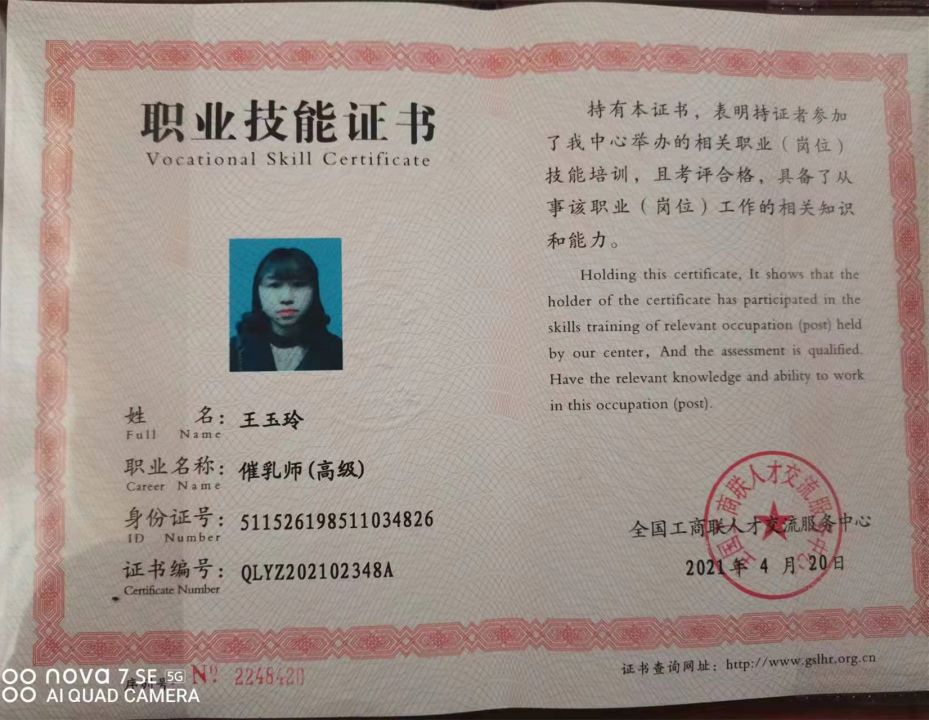 职业技能证书
Vocational Skill Certificate
姓 名：王玉玲
Full Name
职业名称：催乳师(高级)
Career Name
身份证号：511526198511034826
ID Number
证书编号：QLYZ202102348A
Certificate Number
№ 2248420
持有本证书，表明持证者参加
了我中心举办的相关职业（岗位）
技能培训，且考评合格，具备了从
事该职业（岗位）工作的相关知识
和能力。
Holding this certificate, It shows that the
holder of the certificate has participated in the
skills training of relevant occupation (post) held
by our center, And the assessment is qualified.
Have the relevant knowledge and ability to work
in this occupation (post).
全国工商联人才交流服务中心
2021年 4 月 20日
全国工商联人才交流服务中心
证书查询网址：http://www.gslhr.org.cn
nova 7 SE 5G
AI QUAD CAMERA